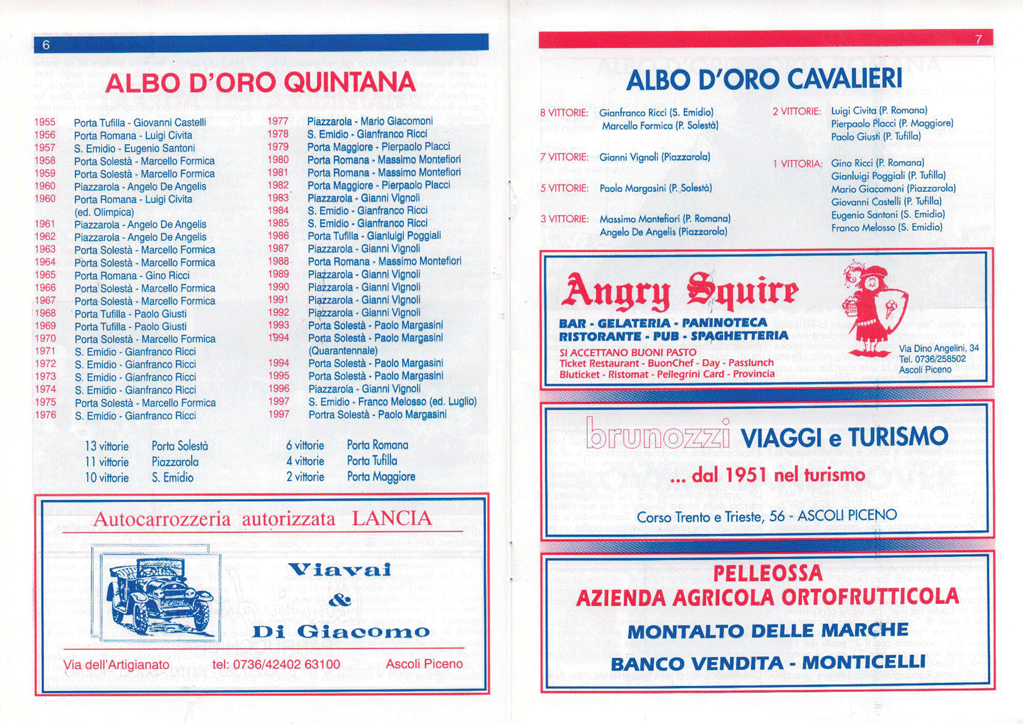 6
ALBO D'ORO QUINTANA
1955 Porta Tufilla - Giovanni Castelli
1956 Porta Romana - Luigi Civita
1957 S. Emidio - Eugenio Santoni
1958 Porta Solestà - Marcello Formica
1959 Porta Solestà - Marcello Formica
1960 Piazzarola - Angelo De Angelis
1960 Porta Romana - Luigi Civita
(ed. Olimpica)
1961 Piazzarola - Angelo De Angelis
1962 Piazzarola - Angelo De Angelis
1963 Porta Solestà - Marcello Formica
1964 Porta Solestà - Marcello Formica
1965 Porta Romana - Gino Ricci
1966 Porta Solestà - Marcello Formica
1967 Porta Solestà - Marcello Formica
1968 Porta Tufilla - Paolo Giusti
1969 Porta Tufilla - Paolo Giusti
1970 Porta Solestà - Marcello Formica
1971 S. Emidio - Gianfranco Ricci
1972 S. Emidio - Gianfranco Ricci
1973 S. Emidio - Gianfranco Ricci
1974 S. Emidio - Gianfranco Ricci
1975 Porta Solestà - Marcello Formica
1976 S. Emidio - Gianfranco Ricci
1977 Piazzarola - Mario Giacomoni
1978 S. Emidio - Gianfranco Ricci
1979 Porta Maggiore - Pierpaolo Placci
1980 Porta Romana - Massimo Montefiori
1981 Porta Romana - Massimo Montefiori
1982 Porta Maggiore - Pierpaolo Placci
1983 Piazzarola - Gianni Vignoli
1984 S. Emidio - Gianfranco Ricci
1985 S. Emidio - Gianfranco Ricci
1986 Porta Tufilla - Gianluigi Poggiali
1987 Piazzarola - Gianni Vignoli
1988 Porta Romana - Massimo Montefiori
1989 Piazzarola - Gianni Vignoli
1990 Piazzarola - Gianni Vignoli
1991 Piazzarola - Gianni Vignoli
1992 Piazzarola - Gianni Vignoli
1993 Porta Solestà - Paolo Margasini
1994 Porta Solestà - Paolo Margasini
(Quarantennale)
1994 Porta Solestà - Paolo Margasini
1995 Porta Solestà - Paolo Margasini
1996 Piazzarola - Gianni Vignoli
1997 S. Emidio - Franco Melosso (ed. Luglio)
1997 Portra Solestà - Paolo Margasini
13 vittorie Porta Solestà
11 vittorie Piazzarola
10 vittorie S. Emidio
6 vittorie Porta Romana
4 vittorie Porta Tufilla
2 vittorie Porta Maggiore
Autocarrozzeria autorizzata LANCIA
Viavai
&
Di Giacomo
Via dell'Artigianato tel: 0736/42402 63100 Ascoli Piceno
7
ALBO D'ORO CAVALIERI
8 VITTORIE: Gianfranco Ricci (S. Emidio)
Marcello Formica (P. Solestà)
7 VITTORIE: Gianni Vignoli (Piazzarola)
5 VITTORIE: Paolo Margasini (P. Solestà)
3 VITTORIE: Massimo Montefiori (P. Romana)
Angelo De Angelis (Piazzarola)
2 VITTORIE: Luigi Civita (P. Romana)
Pierpaolo Placci (P. Maggiore)
Paolo Giusti (P. Tufilla)
1 VITTORIA: Gino Ricci (P. Romana)
Gianluigi Poggiali (P. Tufilla)
Mario Giacomoni (Piazzarola)
Giovanni Castelli (P. Tufilla)
Eugenio Santoni (S. Emidio)
Franco Melosso (S. Emidio)
Angry Squire
BAR - GELATERIA - PANINOTECA
RISTORANTE - PUB - SPAGHETTERIA
SI ACCETTANO BUONI PASTO
Ticket Restaurant - BuonChef - Day - Passlunch
Bluticket - Ristomat - Pellegrini Card - Provincia
Via Dino Angelini, 34
Tel. 0736/258502
Ascoli Piceno
brunozzi VIAGGI e TURISMO
... dal 1951 nel turismo
Corso Trento e Trieste, 56 - ASCOLI PICENO
PELLEOSSA
AZIENDA AGRICOLA ORTOFRUTTICOLA
MONTALTO DELLE MARCHE
BANCO VENDITA - MONTICELLI